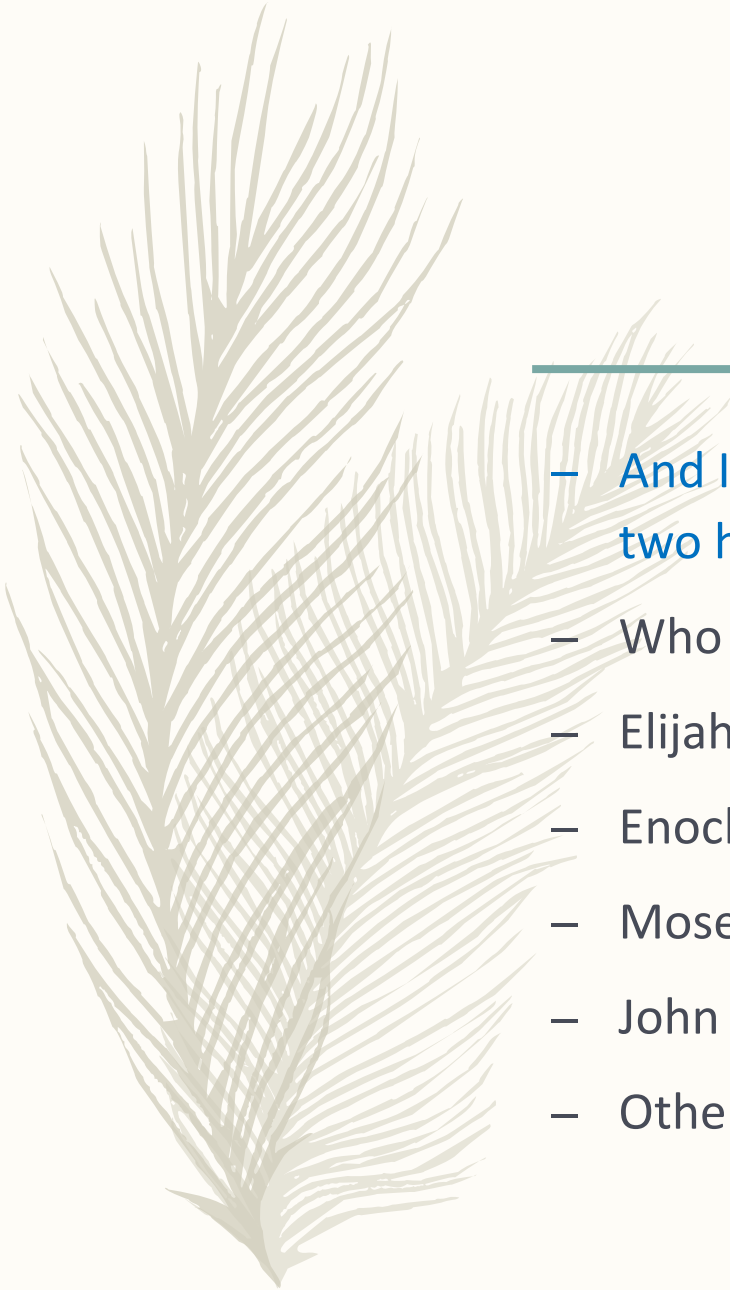 – And I
two h
– Who
– Elijah
– Enoch
– Mose
– John
– Othe